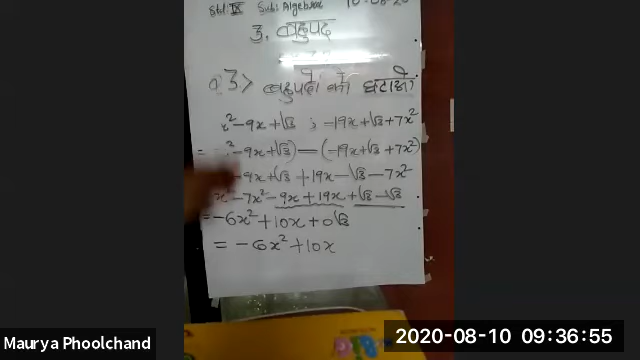 Std: IX Sub: Algebra 10-08-20
3. बहुपद
Q 3> बहुपदो को घटाओ
x² - 9x + √3 ; -19x + √3 + 7x²
= x² - 9x + √3) - (-19x + √3 + 7x²)
- 9x + √3 + 19x - √3 - 7x²
x² - 7x² - 9x + 19x + √3 - √3
= -6x² + 10x + 0√3
= -6x² + 10x
Maurya Phoolchand
2020-08-10 09:36:55